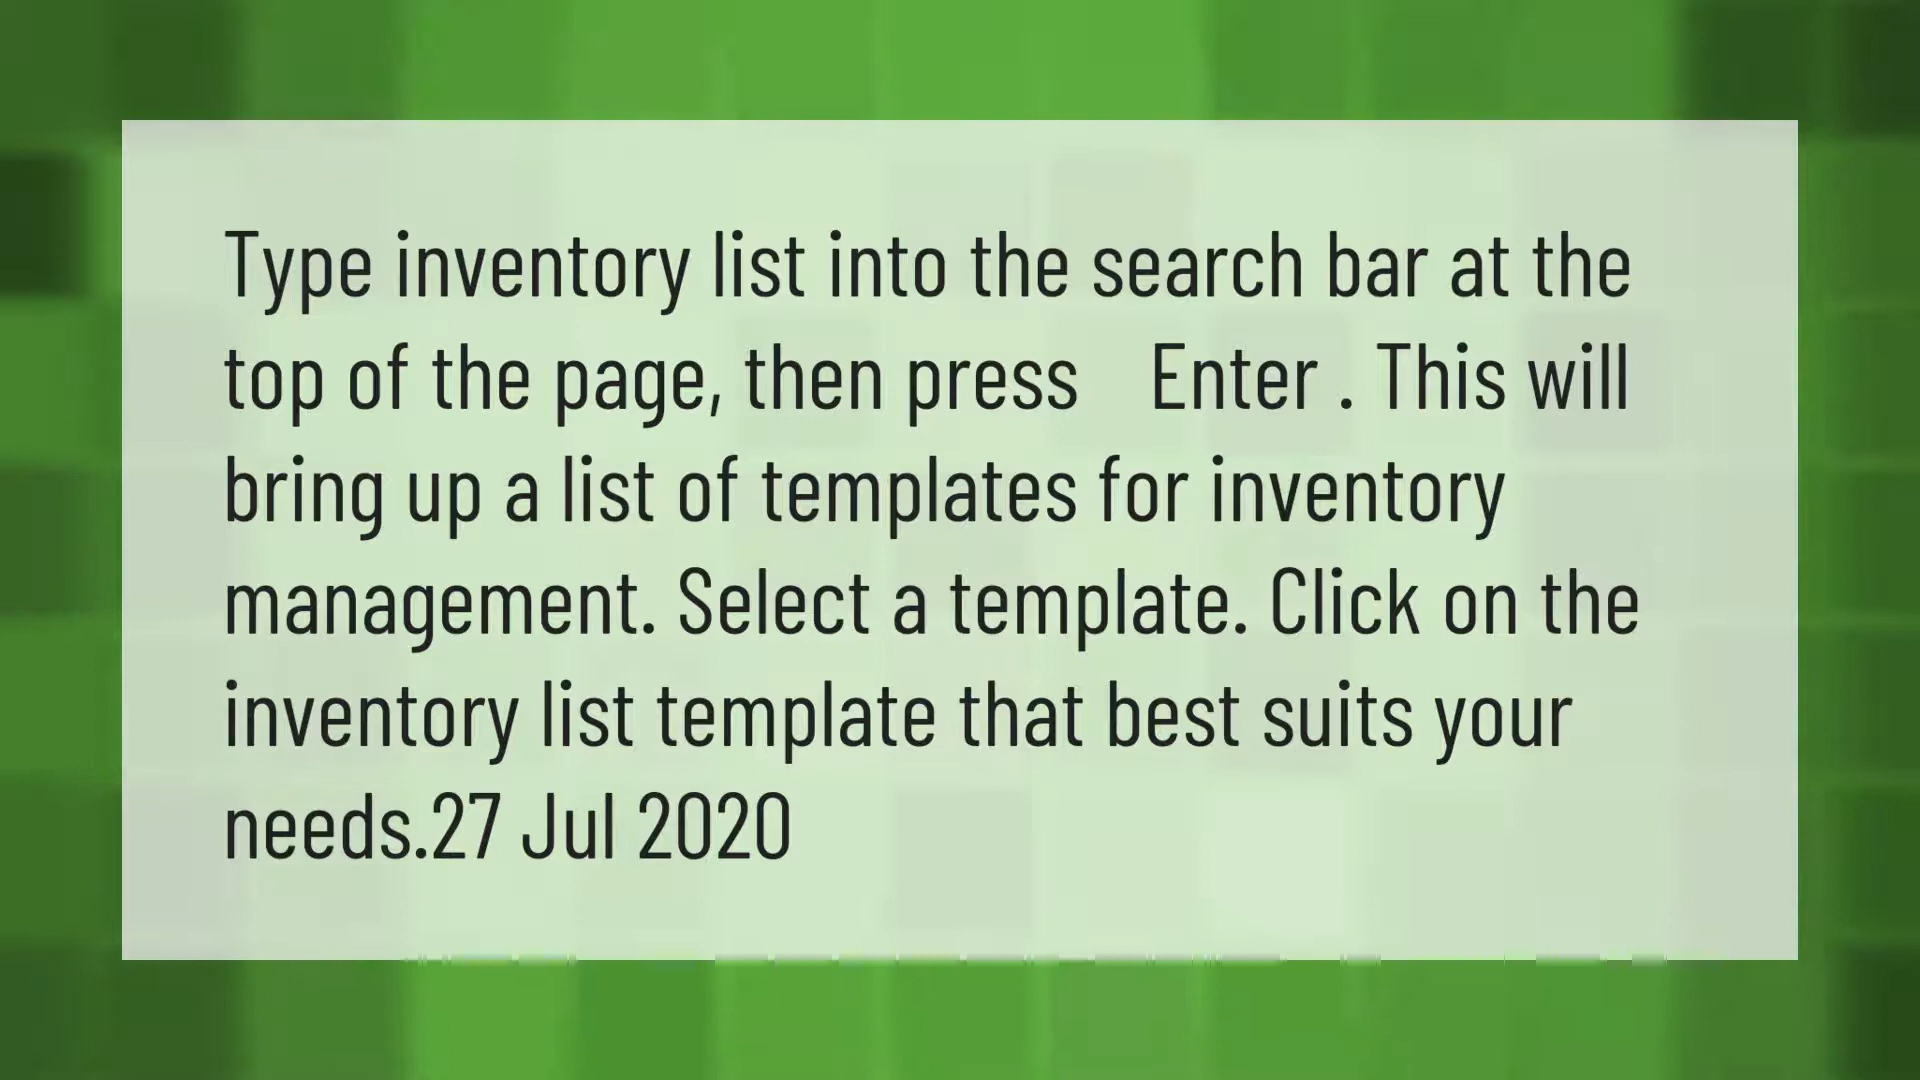 Type inventory list into the search bar at the
top of the page, then press    Enter . This will
bring up a list of templates for inventory
management. Select a template. Click on the
inventory list template that best suits your
needs.27 Jul 2020